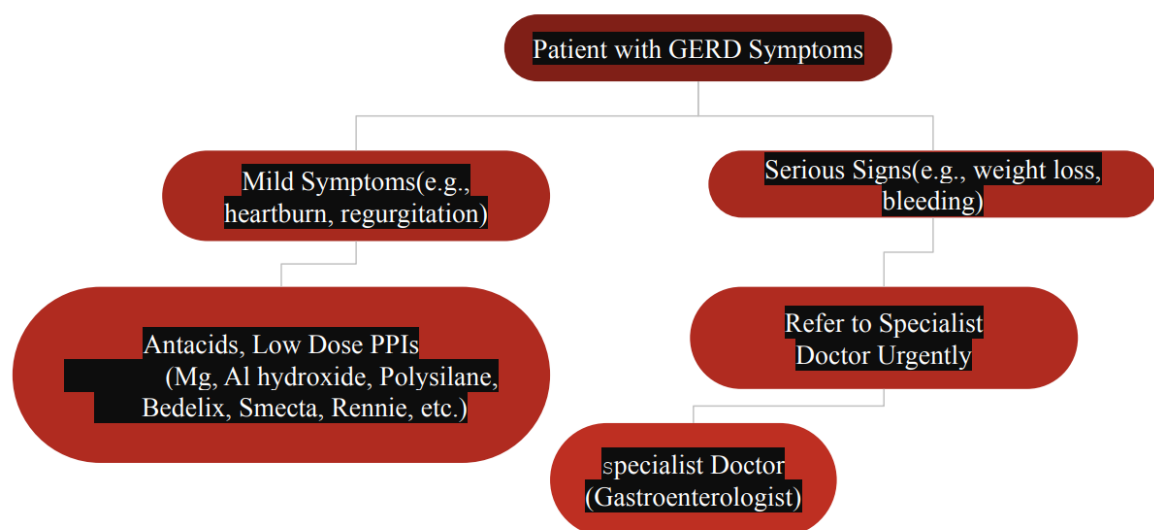 Patient with GERD Symptoms
Mild Symptoms(e.g.,
heartburn, regurgitation)
Serious Signs(e.g., weight loss,
bleeding)
Antacids, Low Dose PPIs
(Mg, Al hydroxide, Polysilane,
Bedelix, Smecta, Rennie, etc.)
Refer to Specialist
Doctor Urgently
specialist Doctor
(Gastroenterologist)